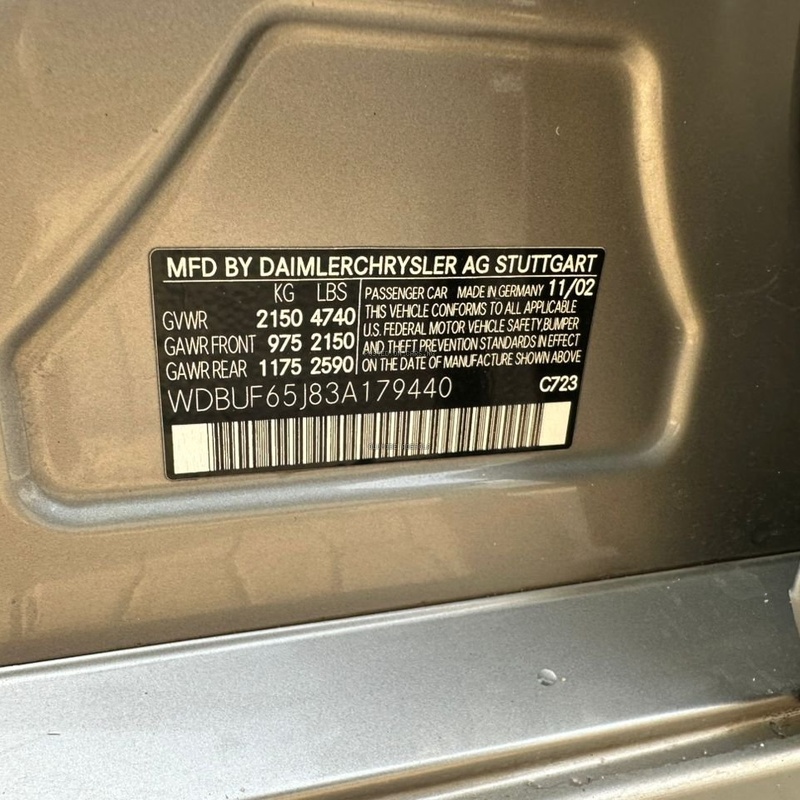 MFD BY DAIMLERCHRYSLER AG STUTTGART
KG LBS
GVWR 2150 4740
GAWR FRONT 975 2150
GAWR REAR 1175 2590
PASSENGER CAR MADE IN GERMANY 11/02
THIS VEHICLE CONFORMS TO ALL APPLICABLE
U.S. FEDERAL MOTOR VEHICLE SAFETY, BUMPER
AND THEFT PREVENTION STANDARDS IN EFFECT
ON THE DATE OF MANUFACTURE SHOWN ABOVE
WDBUF65J83A179440
C723